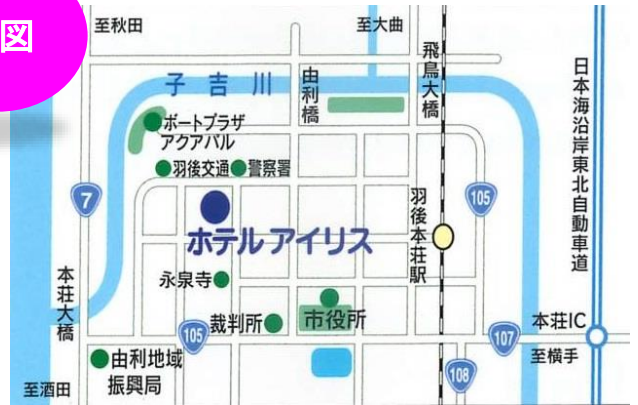 図
至秋田
至大曲
子吉川
由利橋
飛鳥大橋
日本海沿岸東北自動車道
ボートプラザ
アクアパル
羽後交通
警察署
7
105
ホテルアイリス
羽後本荘駅
永泉寺
本荘大橋
105
裁判所
市役所
107
本荘IC
至横手
由利地域
振興局
108
至酒田